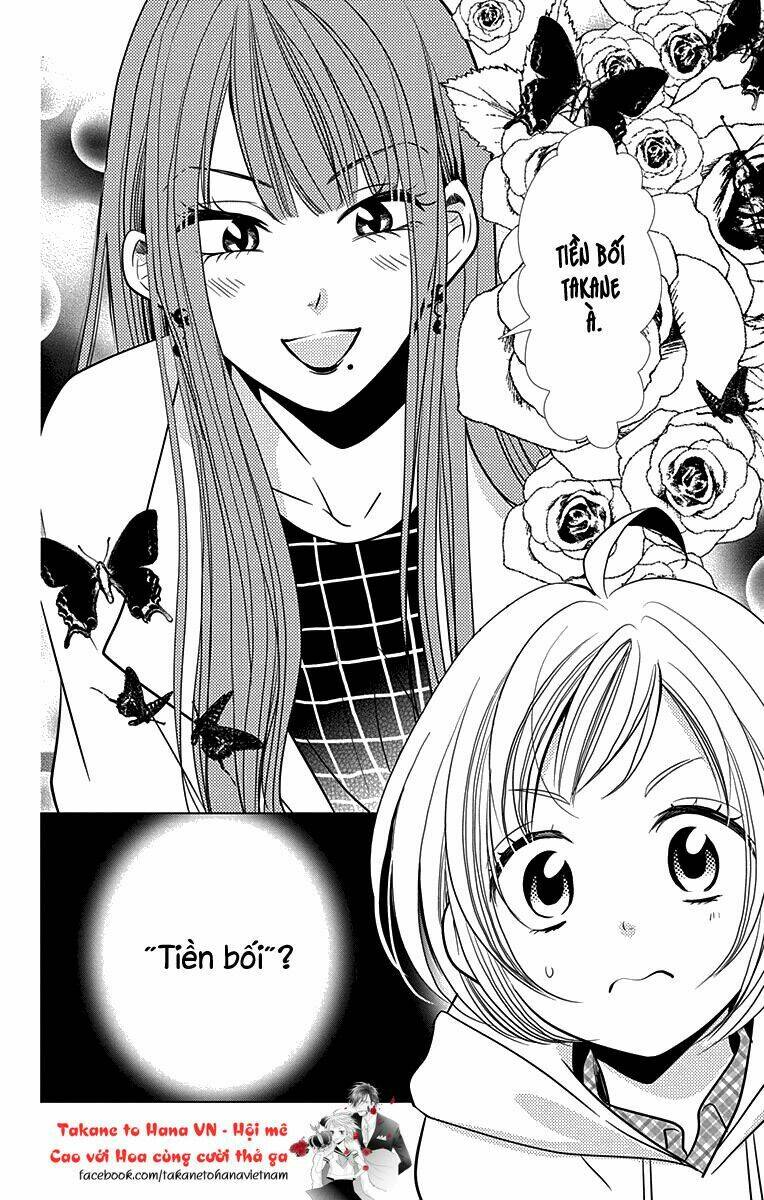 TIỀN BỐI
TAKANE
À.
"Tiền bối"?
Takane to Hana VN - Hội mê
Cao với Hoa cùng cười thả ga
facebook.com/takanetohanavietnam